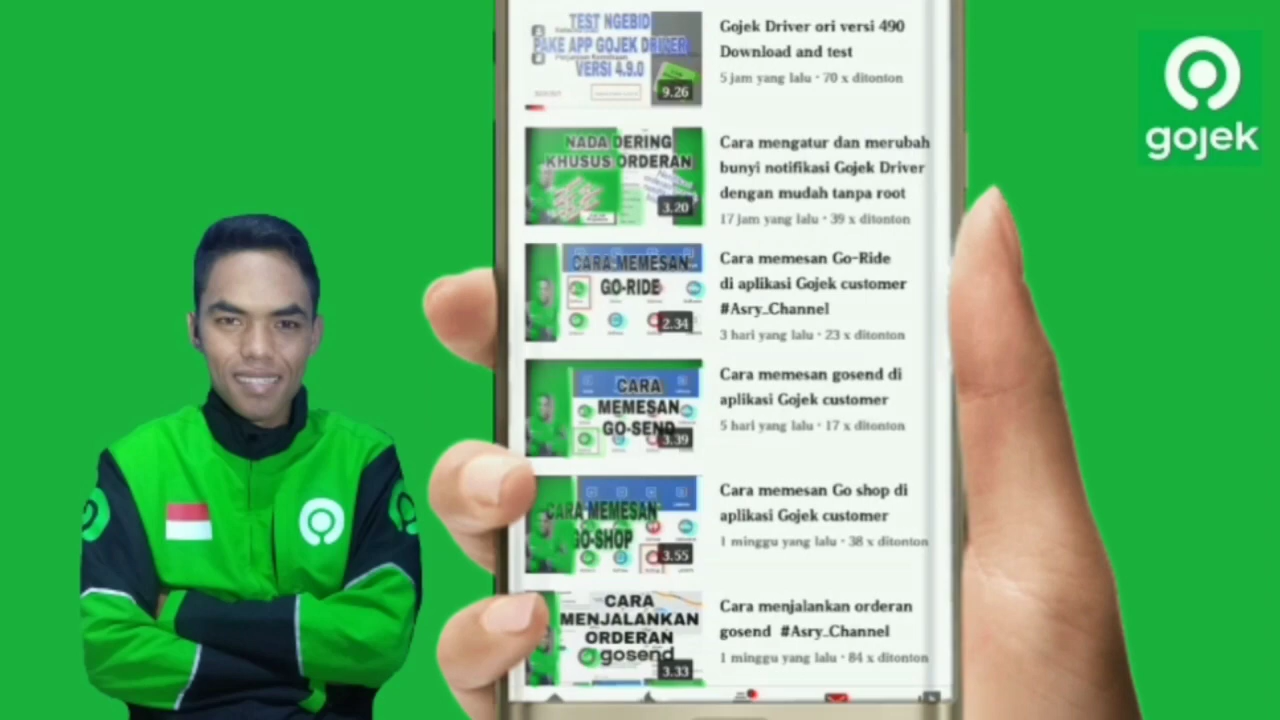 TEST NGEBID
PAKE APP GOJEK DRIVER
VERSI 4.9.0
9.26
Gojek Driver ori versi 490
Download and test
5 jam yang lalu · 70 x ditonton
gojek
NADA DERING
KHUSUS ORDERAN
3.20
Cara mengatur dan merubah
bunyi notifikasi Gojek Driver
dengan mudah tanpa root
17 jam yang lalu · 39 x ditonton
CARA MEMESAN
GO-RIDE
2.34
Cara memesan Go-Ride
di aplikasi Gojek customer
#Asry_Channel
3 hari yang lalu · 23 x ditonton
CARA
MEMESAN
GO-SEND
3.39
Cara memesan gosend di
aplikasi Gojek customer
5 hari yang lalu · 17 x ditonton
CARA MEMESAN
GO-SHOP
3.55
Cara memesan Go shop di
aplikasi Gojek customer
1 minggu yang lalu · 38 x ditonton
CARA
MENJALANKAN
ORDERAN
gosend
3.33
Cara menjalankan orderan
gosend #Asry_Channel
1 minggu yang lalu · 84 x ditonton